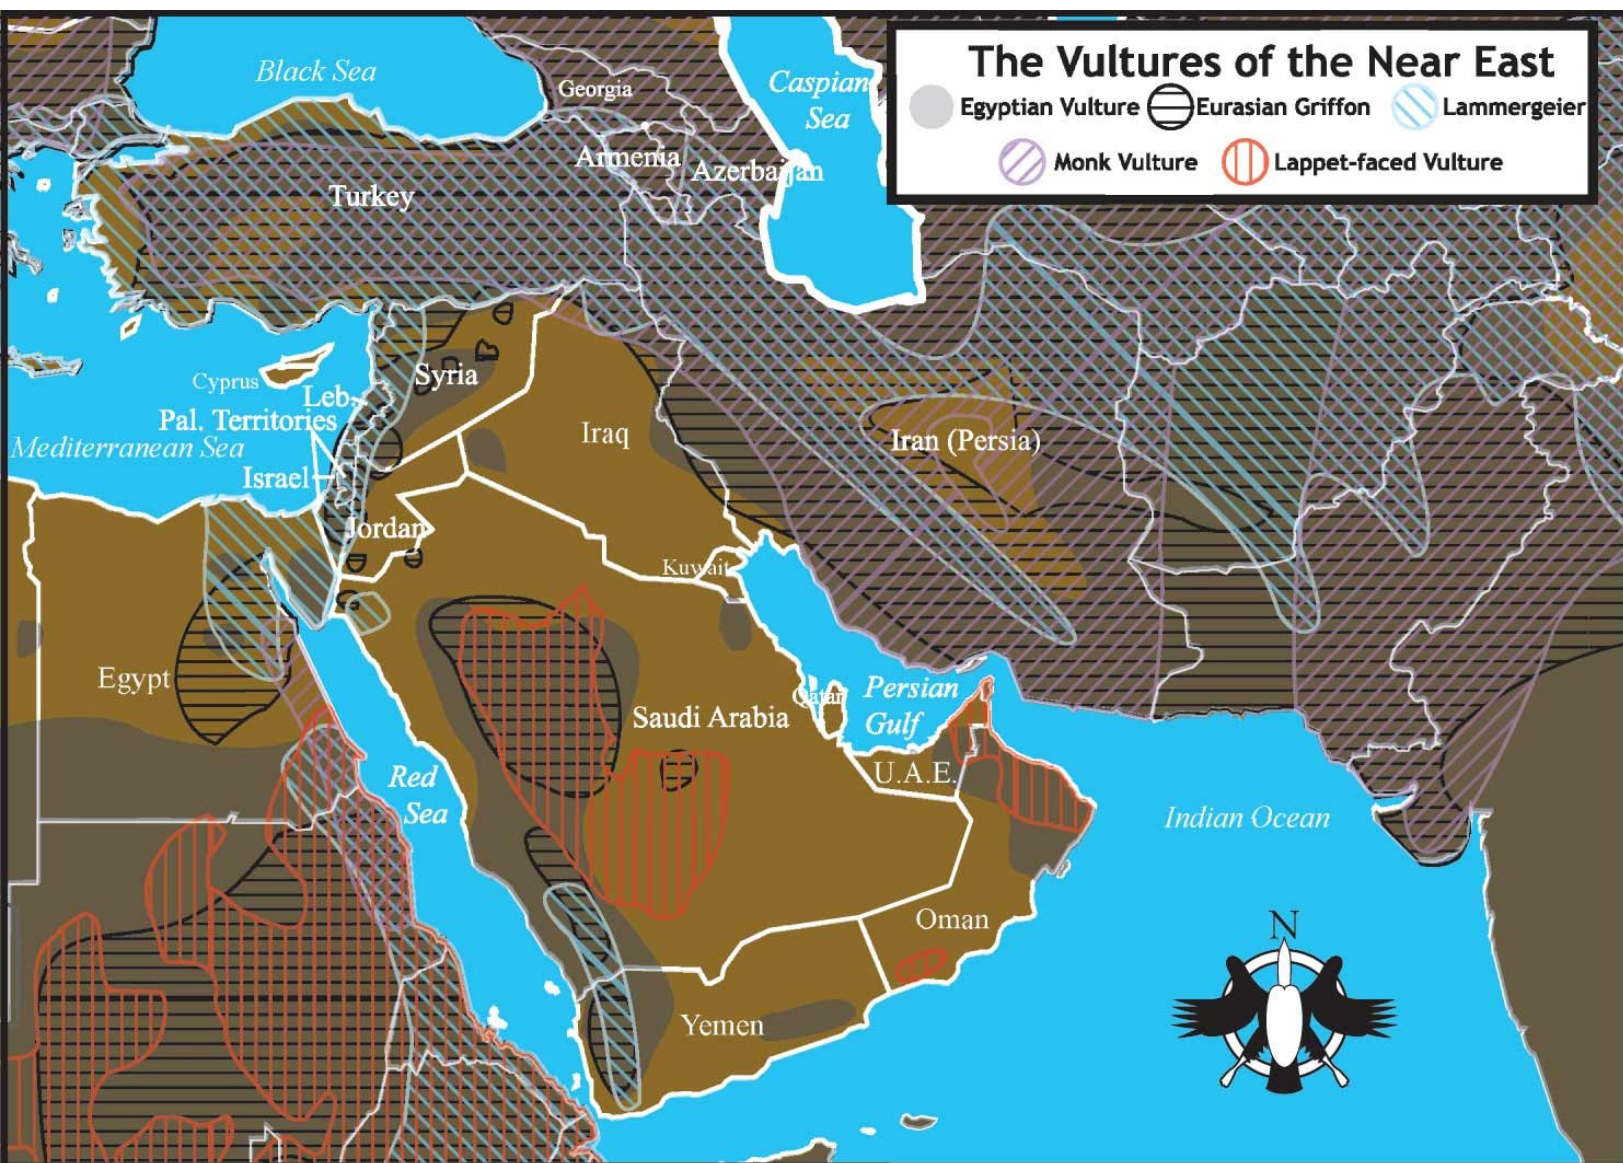 The Vultures of the Near East
Egyptian Vulture
Eurasian Griffon
Lammergeier
Monk Vulture
Lappet-faced Vulture
Black Sea
Georgia
Caspian
Sea
Armenia
Azerbaijan
Turkey
Cyprus
Syria
Leb.
Pal. Territories
Mediterranean Sea
Israel
Iraq
Iran (Persia)
Jordan
Kuwait
Egypt
Saudi Arabia
Qatar
Persian
Gulf
U.A.E.
Red
Sea
Indian Ocean
Oman
Yemen
N